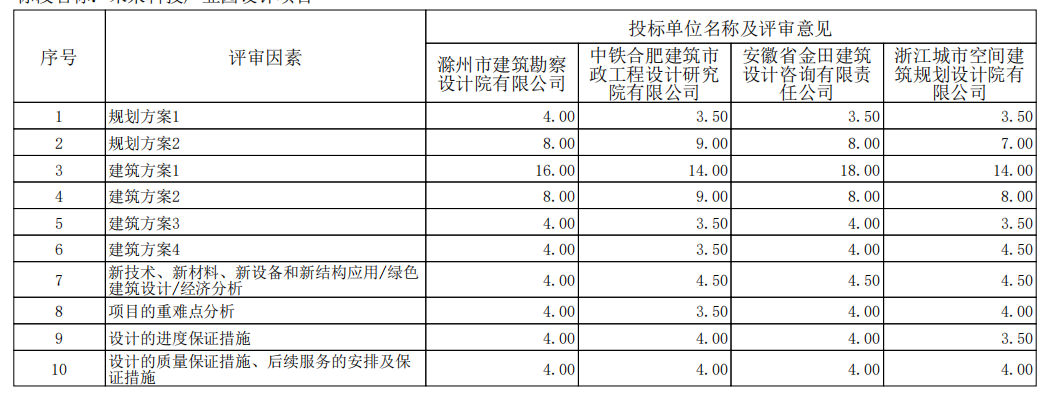 投标单位名称及评审意见
序号 评审因素
滁州市建筑勘察
设计院有限公司
中铁合肥建筑市
政工程设计研究
院有限公司
安徽省金田建筑
设计咨询有限责
任公司
浙江城市空间建
筑规划设计院有
限公司
1 规划方案1 4.00 3.50 3.50 3.50
2 规划方案2 8.00 9.00 8.00 7.00
3 建筑方案1 16.00 14.00 18.00 14.00
4 建筑方案2 8.00 9.00 8.00 8.00
5 建筑方案3 4.00 3.50 4.00 3.50
6 建筑方案4 4.00 3.50 4.00 4.50
7 新技术、新材料、新设备和新结构应用/绿色
建筑设计/经济分析 4.00 4.50 4.50 4.50
8 项目的重难点分析 4.00 3.50 4.00 4.00
9 设计的进度保证措施 4.00 4.00 4.00 3.50
10 设计的质量保证措施、后续服务的安排及保
证措施 4.00 4.00 4.00 4.00